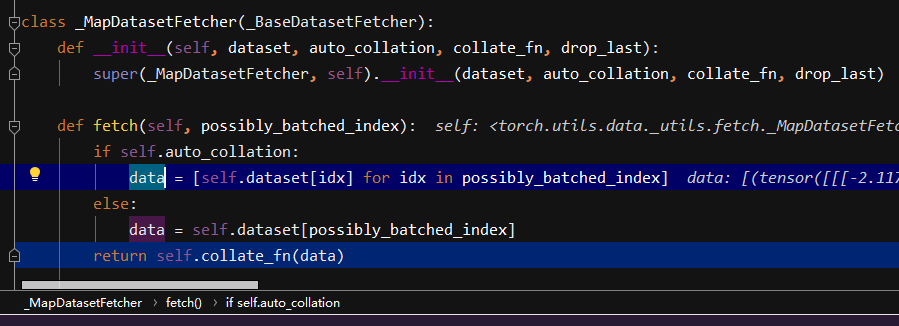 class _MapDatasetFetcher(_BaseDatasetFetcher):
def __init__(self, dataset, auto_collation, collate_fn, drop_last):
super(_MapDatasetFetcher, self).__init__(dataset, auto_collation, collate_fn, drop_last)
def fetch(self, possibly_batched_index): self: <torch.utils.data._utils.fetch._MapDatasetFetc
if self.auto_collation:
data = [self.dataset[idx] for idx in possibly_batched_index] data: [(tensor([[[-2.117
else:
data = self.dataset[possibly_batched_index]
return self.collate_fn(data)
_MapDatasetFetcher › fetch() › if self.auto_collation